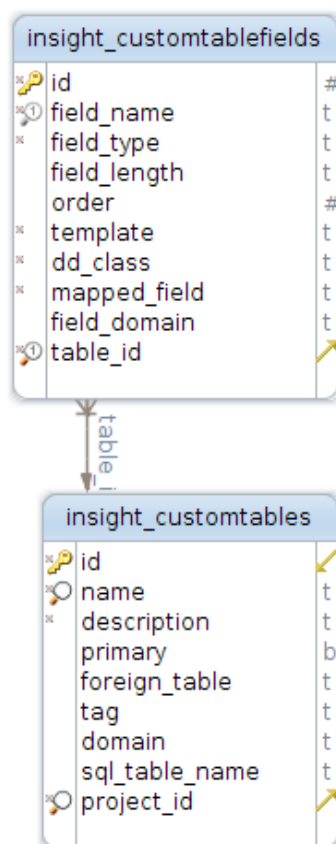 insight_customtablefields
id #
field_name t
field_type t
field_length t
order #
template t
dd_class t
mapped_field t
field_domain t
table_id
table_i
insight_customtables
id
name t
description t
primary b
foreign_table t
tag t
domain t
sql_table_name t
project_id